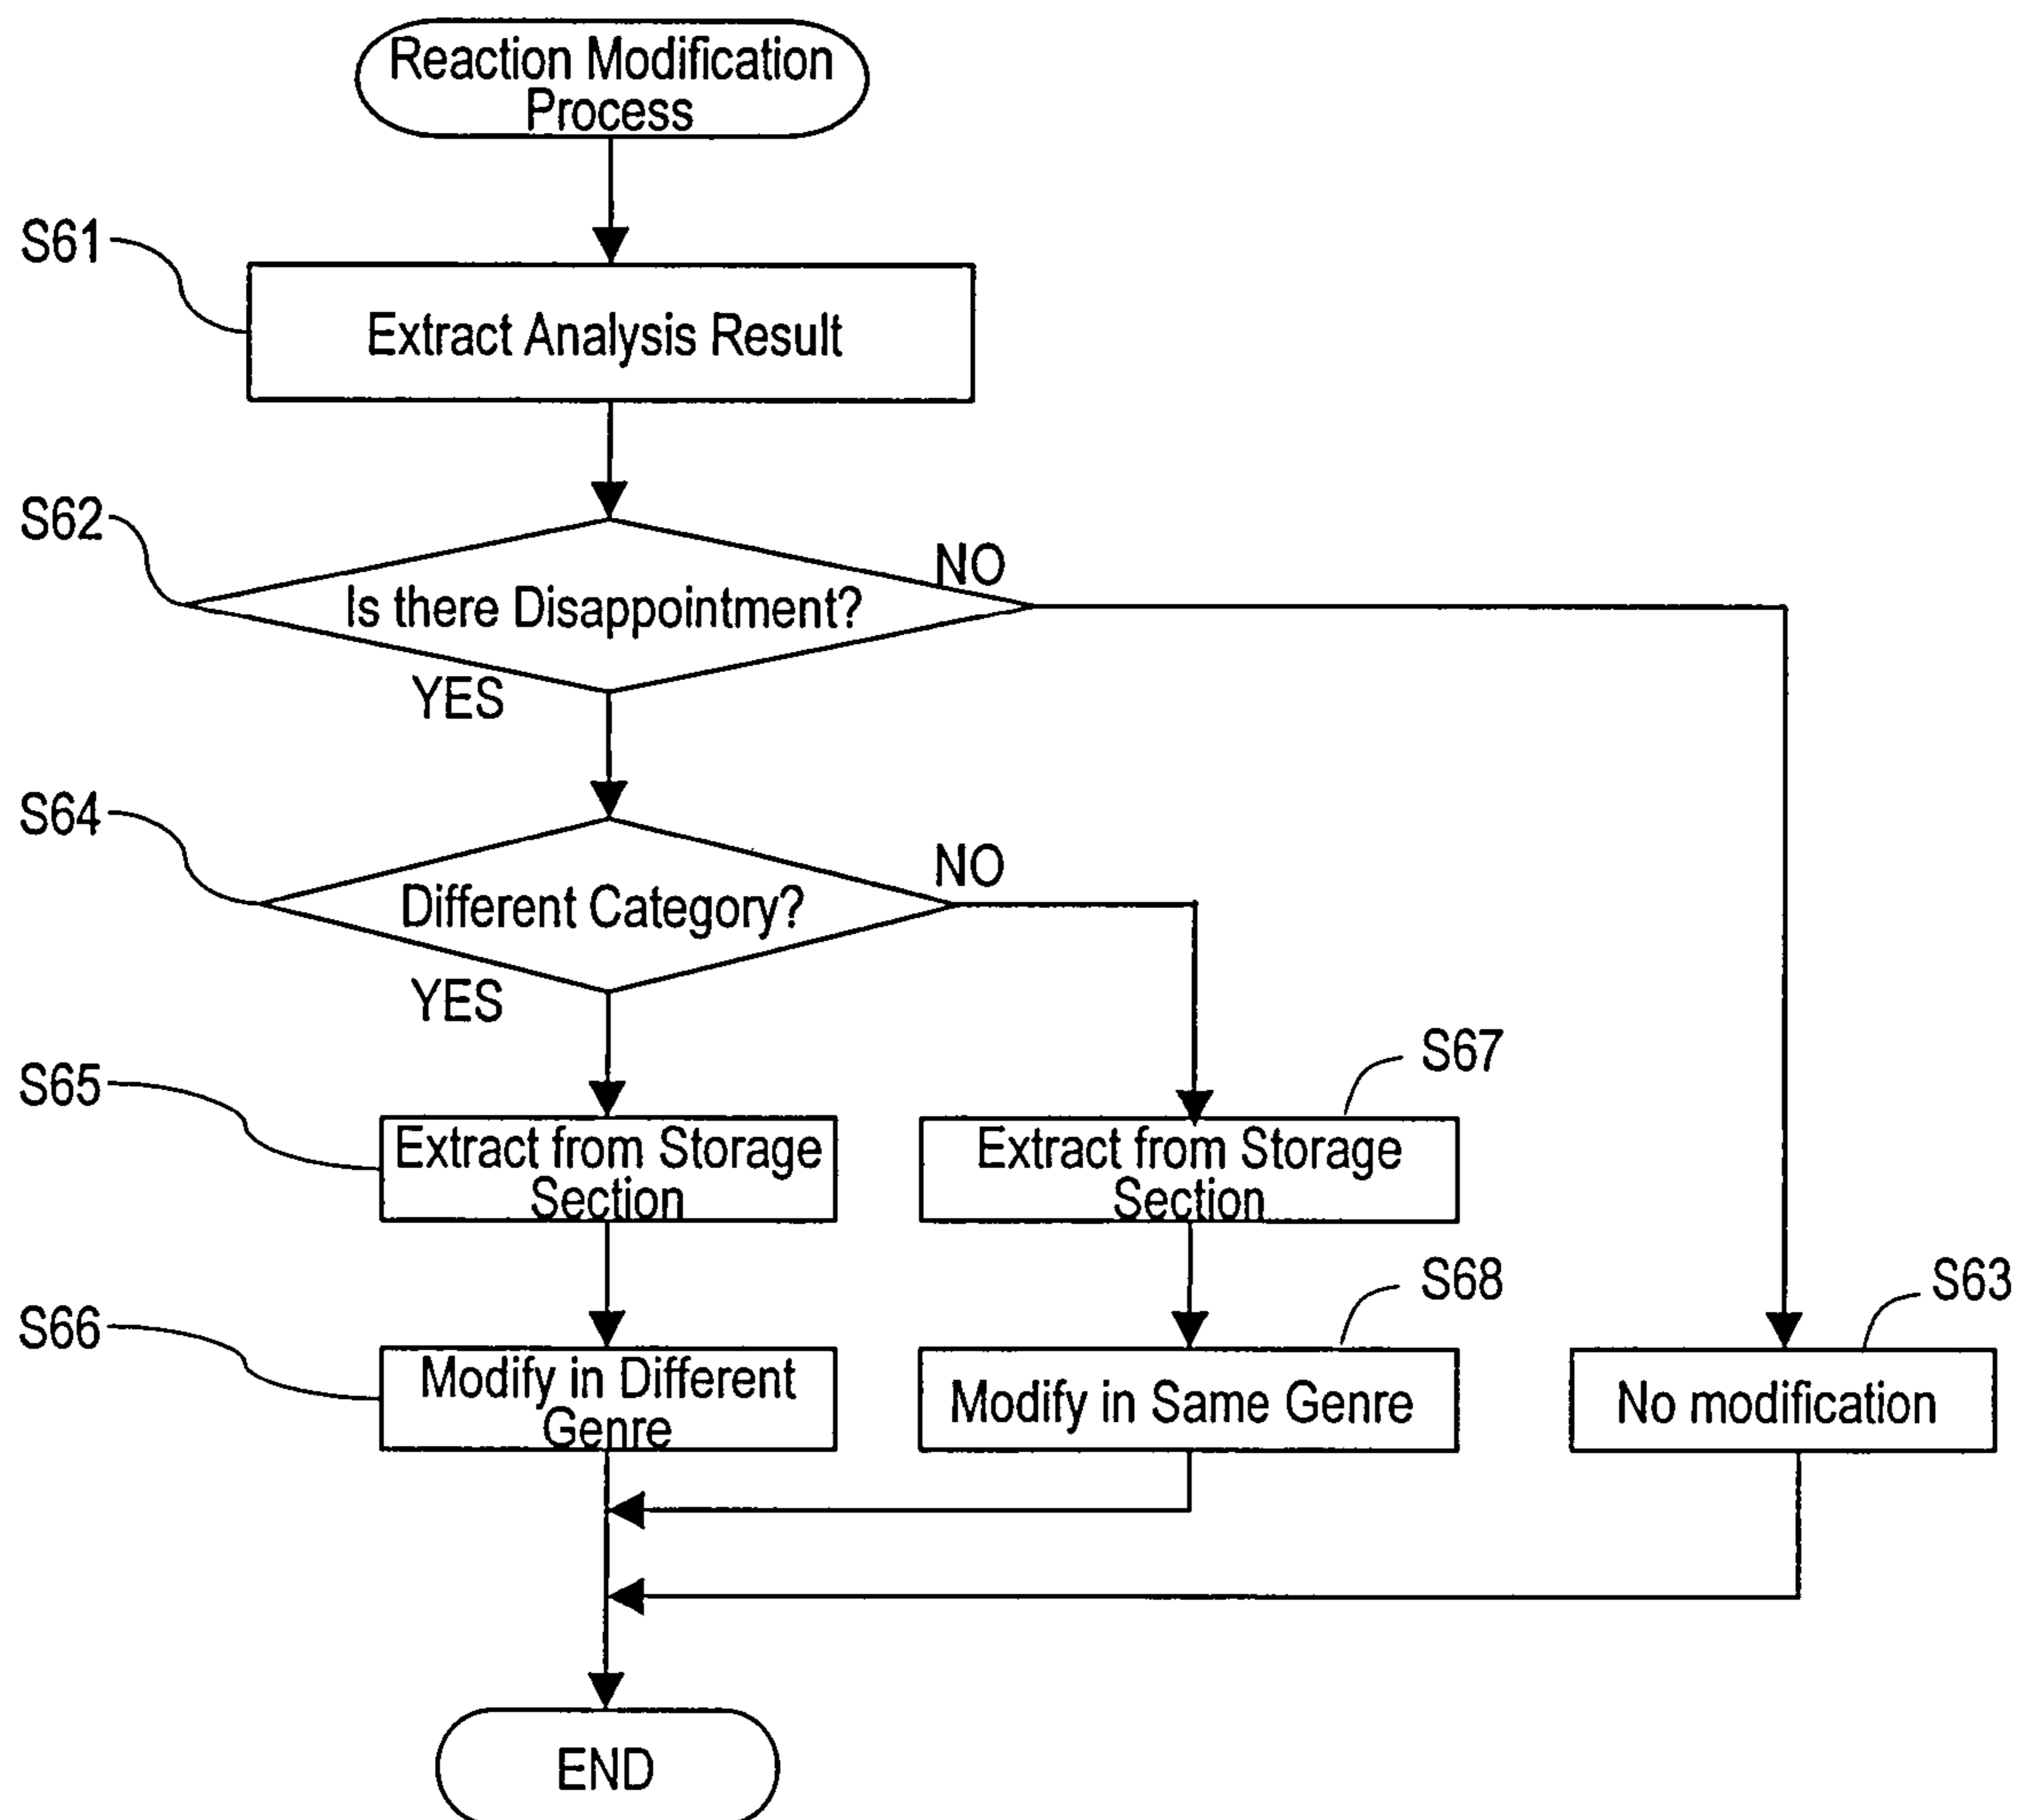 Reaction Modification
Process
S61
Extract Analysis Result
S62
NO
Is there Disappointment?
YES
S64
NO
Different Category?
YES
S67
S65
Extract from Storage
Section
Extract from Storage
Section
S68
S63
S66
Modify in Different
Genre
Modify in Same Genre
No modification
END